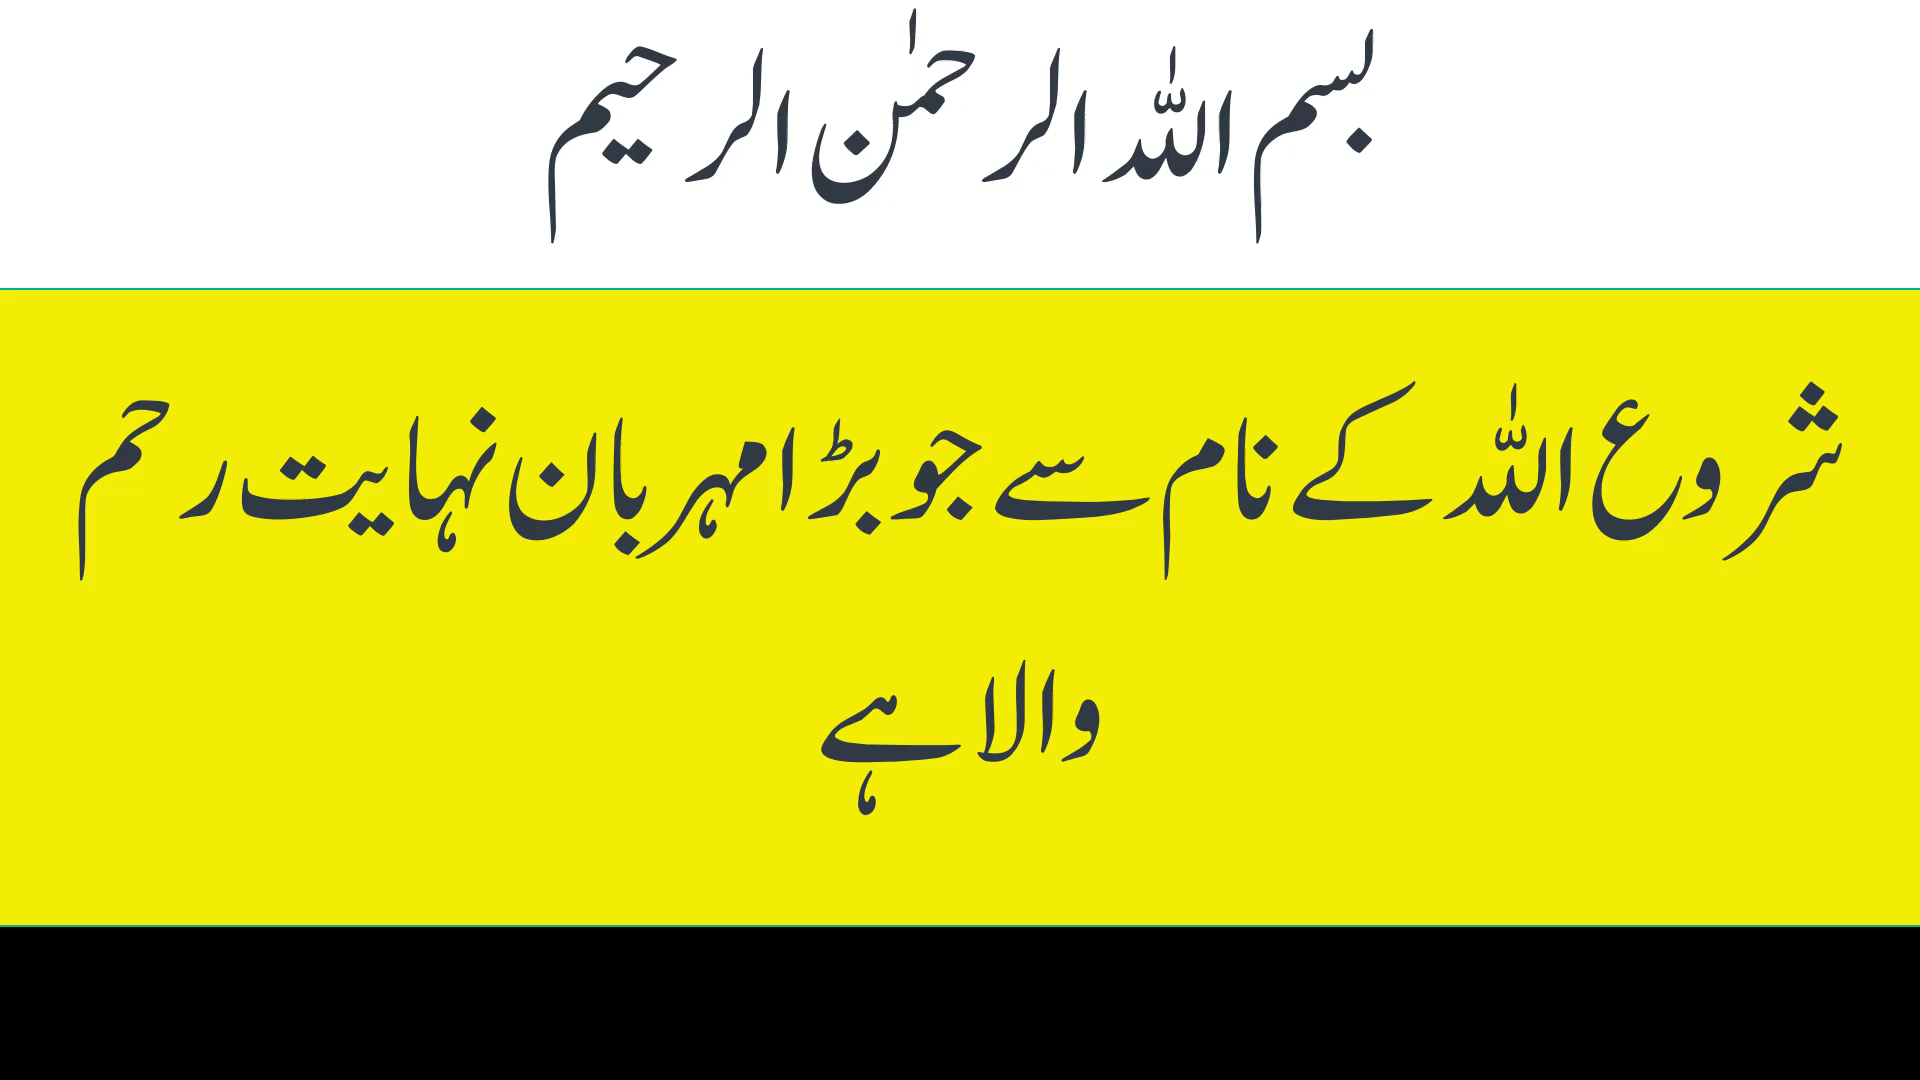 بسم اللہ الرحمٰن الرحیم
شروع اللہ کے نام سے جو بڑا مہربان نہایت رحم
والا ہے